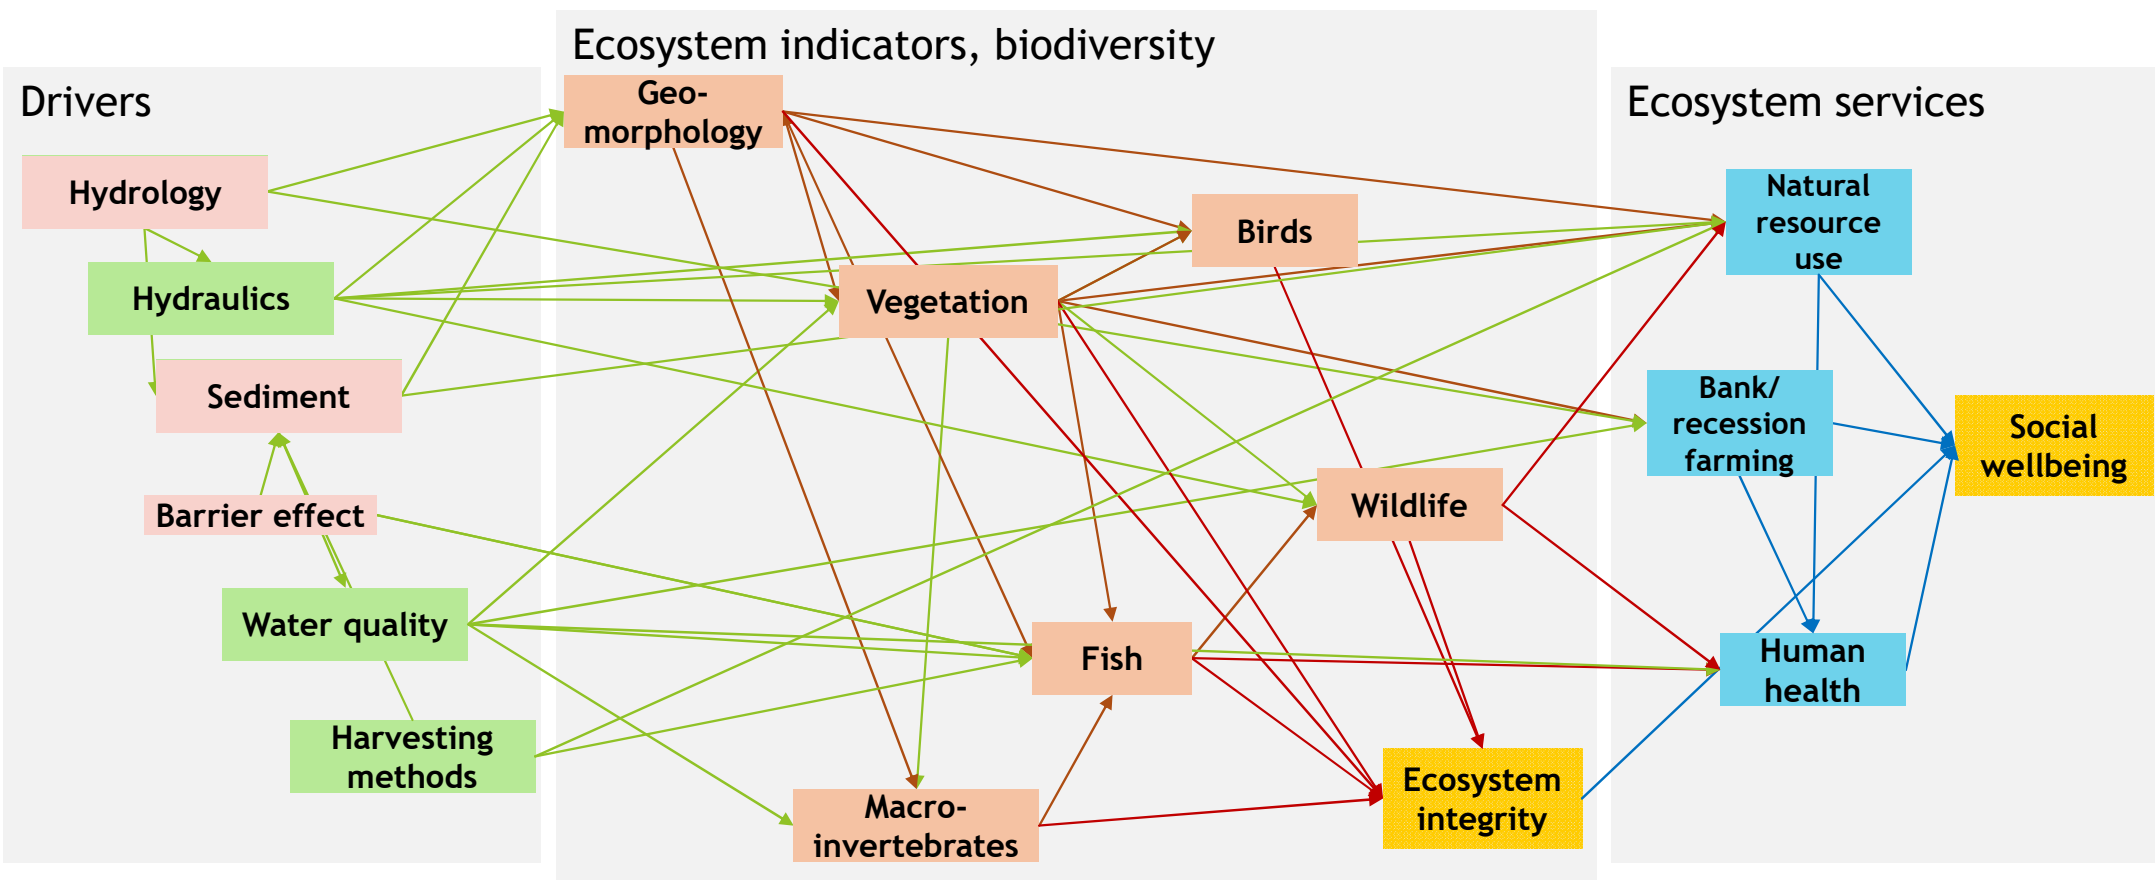 Drivers
Hydrology
Hydraulics
Sediment
Barrier effect
Water quality
Harvesting
methods
Ecosystem indicators, biodiversity
Geo-
morphology
Birds
Vegetation
Wildlife
Fish
Macro-
invertebrates
Ecosystem
integrity
Ecosystem services
Natural
resource
use
Bank/
recession
farming
Social
wellbeing
Human
health